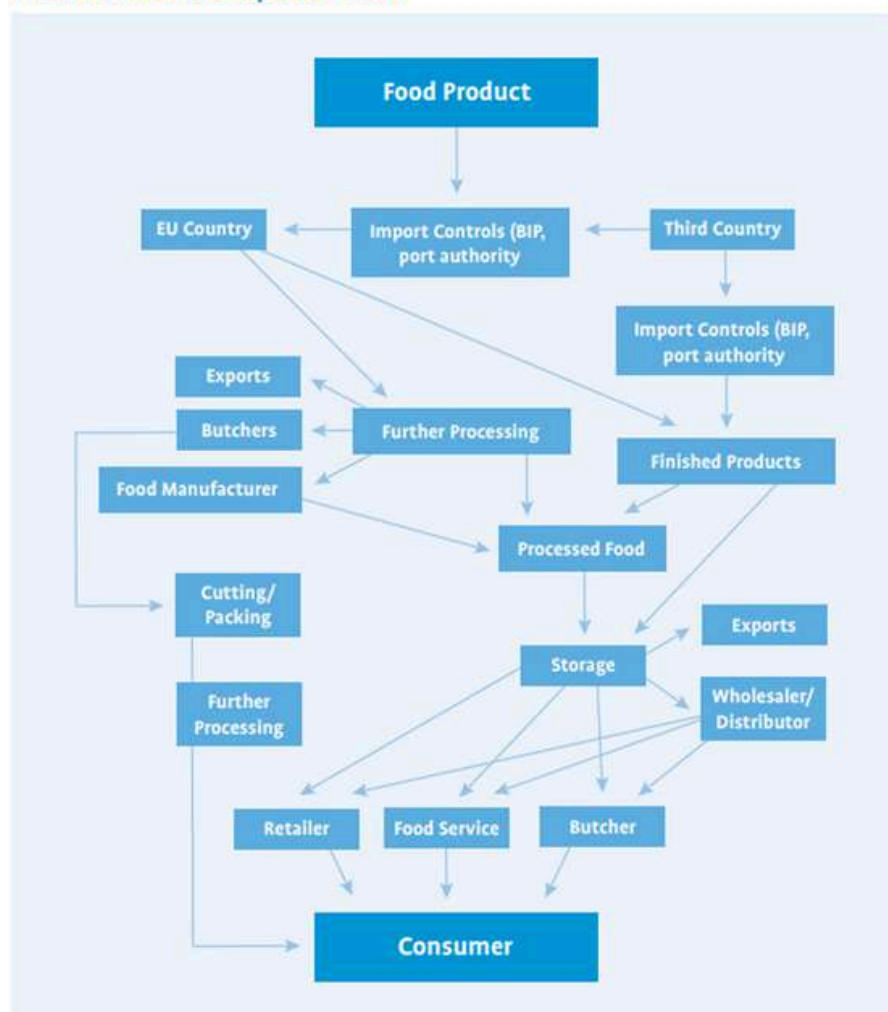 Food Product
EU Country
Import Controls (BIP,
port authority
Third Country
Import Controls (BIP,
port authority
Exports
Butchers
Further Processing
Finished Products
Food Manufacturer
Processed Food
Cutting/
Packing
Exports
Storage
Further
Processing
Wholesaler/
Distributor
Retailer
Food Service
Butcher
Consumer